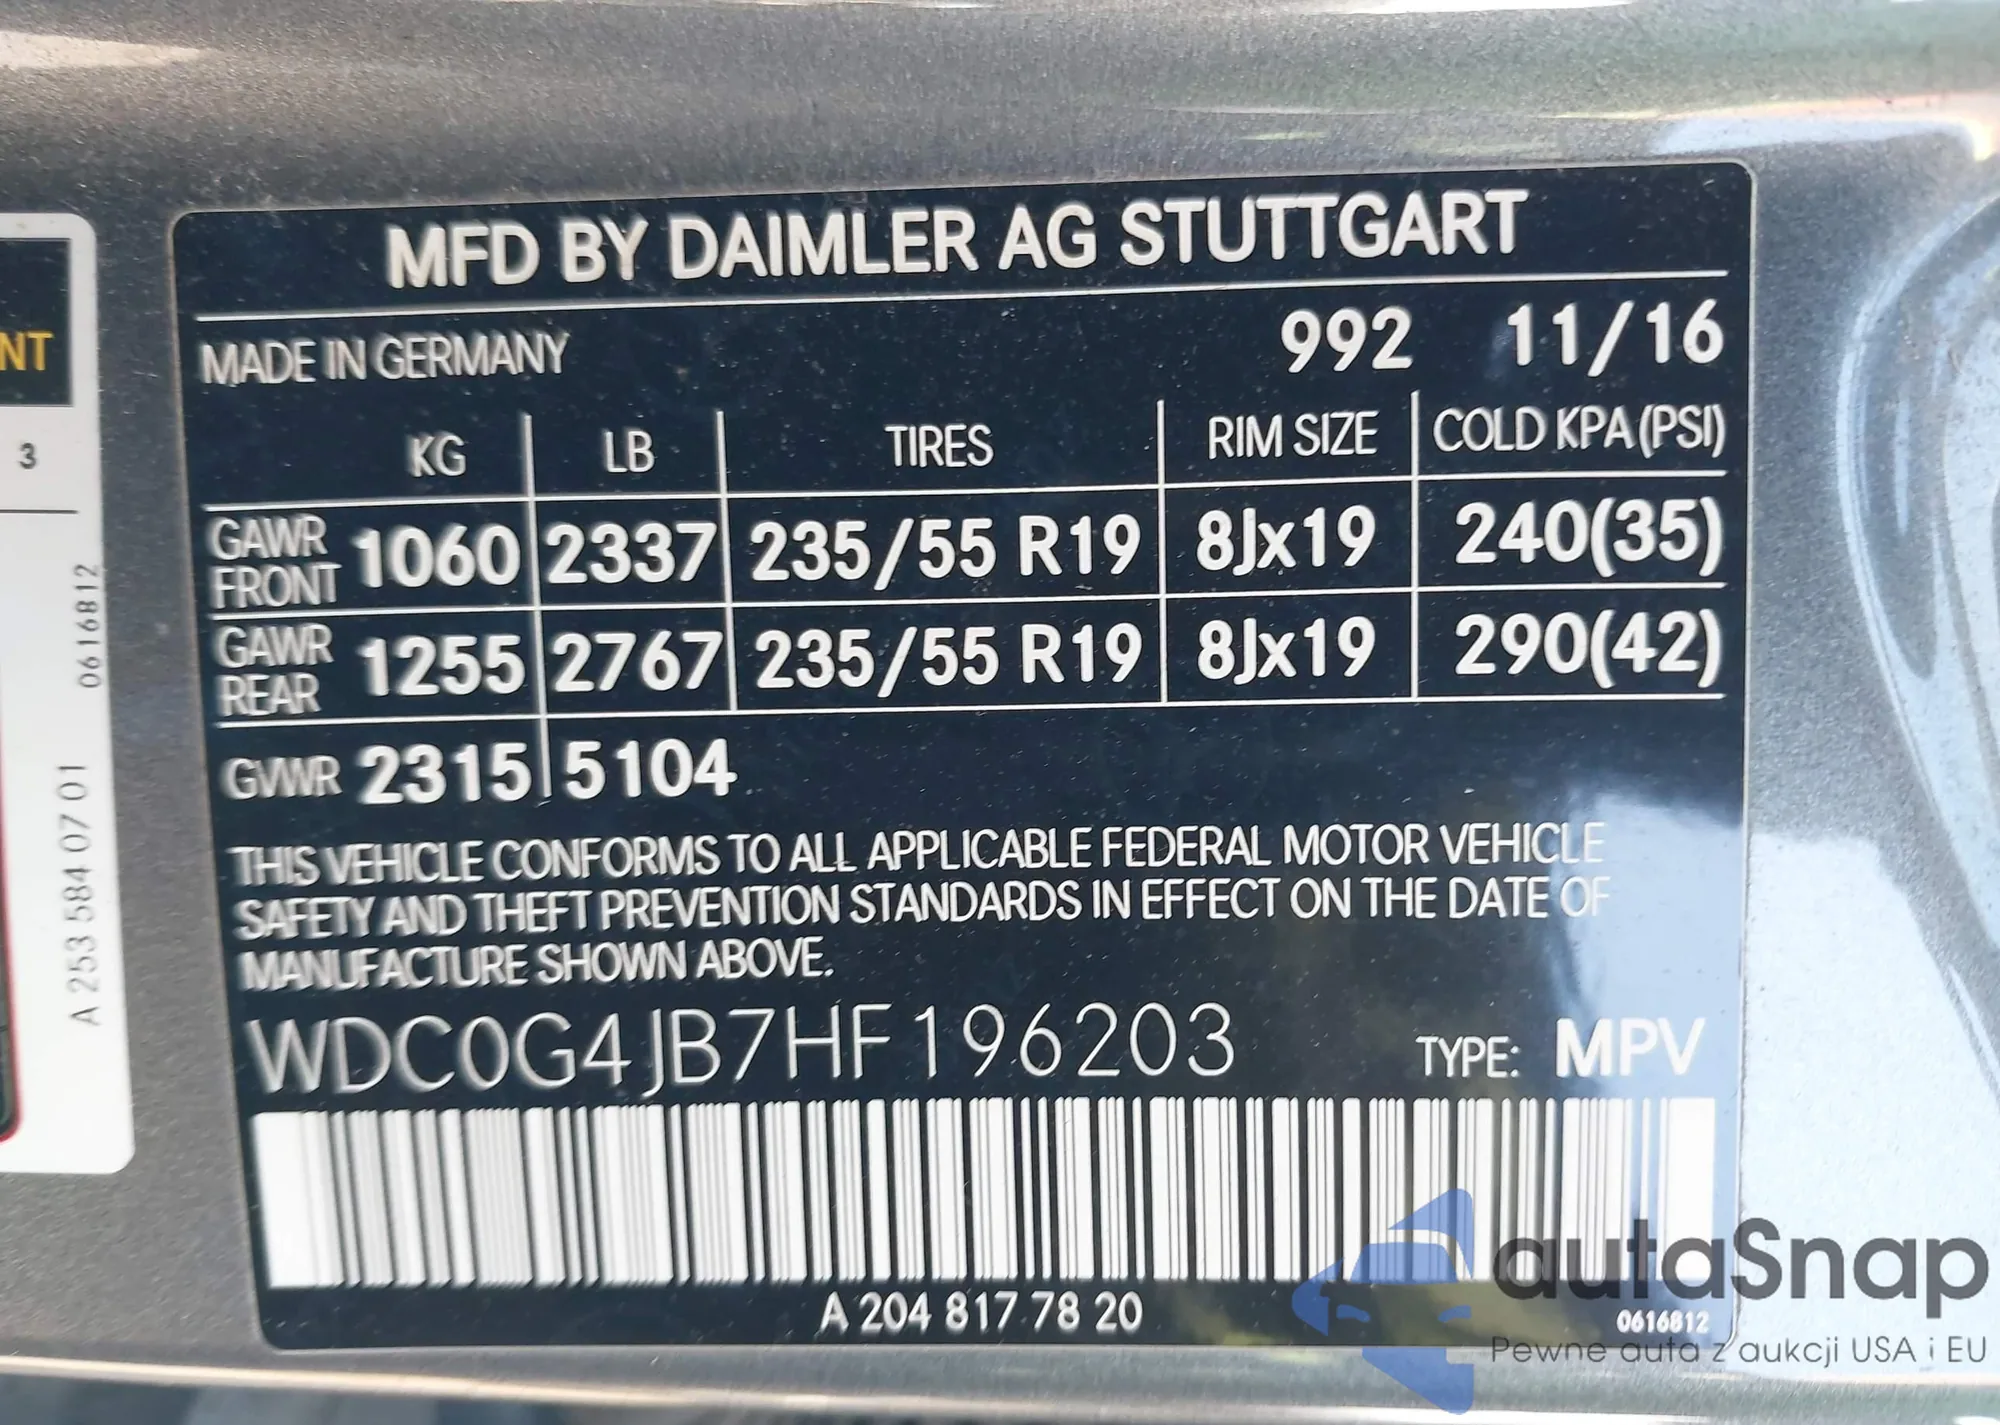 MFD BY DAIMLER AG STUTTGART
MADE IN GERMANY 992 11/16
KG LB TIRES RIM SIZE COLD KPA (PSI)
GAWR FRONT 1060 2337 235/55 R19 8Jx19 240(35)
GAWR REAR 1255 2767 235/55 R19 8Jx19 290(42)
GVWR 2315 5104
THIS VEHICLE CONFORMS TO ALL APPLICABLE FEDERAL MOTOR VEHICLE
SAFETY AND THEFT PREVENTION STANDARDS IN EFFECT ON THE DATE OF
MANUFACTURE SHOWN ABOVE.
WDC0G4JB7HF196203 TYPE: MPV
A 204 817 78 20
0616812
NT
3
A 253 584 07 01 0616812
autaSnap
Pewne auta z aukcji USA i EU